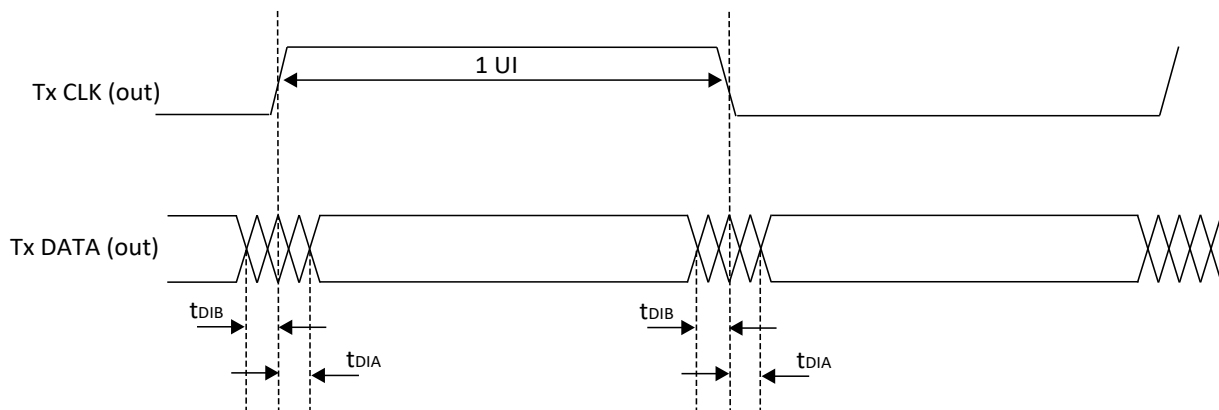 Tx CLK (out)
1 UI
Tx DATA (out)
tDIB
tDIB
tDIA
tDIA